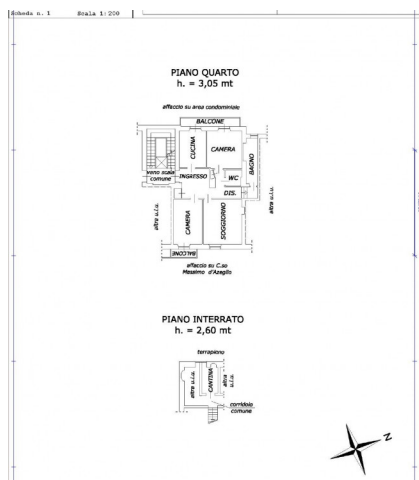 Scheda n. 1 Scala 1:200
PIANO QUARTO
h. = 3,05 mt
affaccio su area condominiale
BALCONE
CUCINA
CAMERA
BAGNO
vano scala
comune
INGRESSO
WC
DIS.
altra u.i.u.
CAMERA
SOGGIORNO
altra u.i.u.
BALCONE
affaccio su C.so
Massimo d'Azeglio
PIANO INTERRATO
h. = 2,60 mt
terrapieno
altra u.i.u.
CANTINA
altra
u.i.u.
corridoio
comune
N